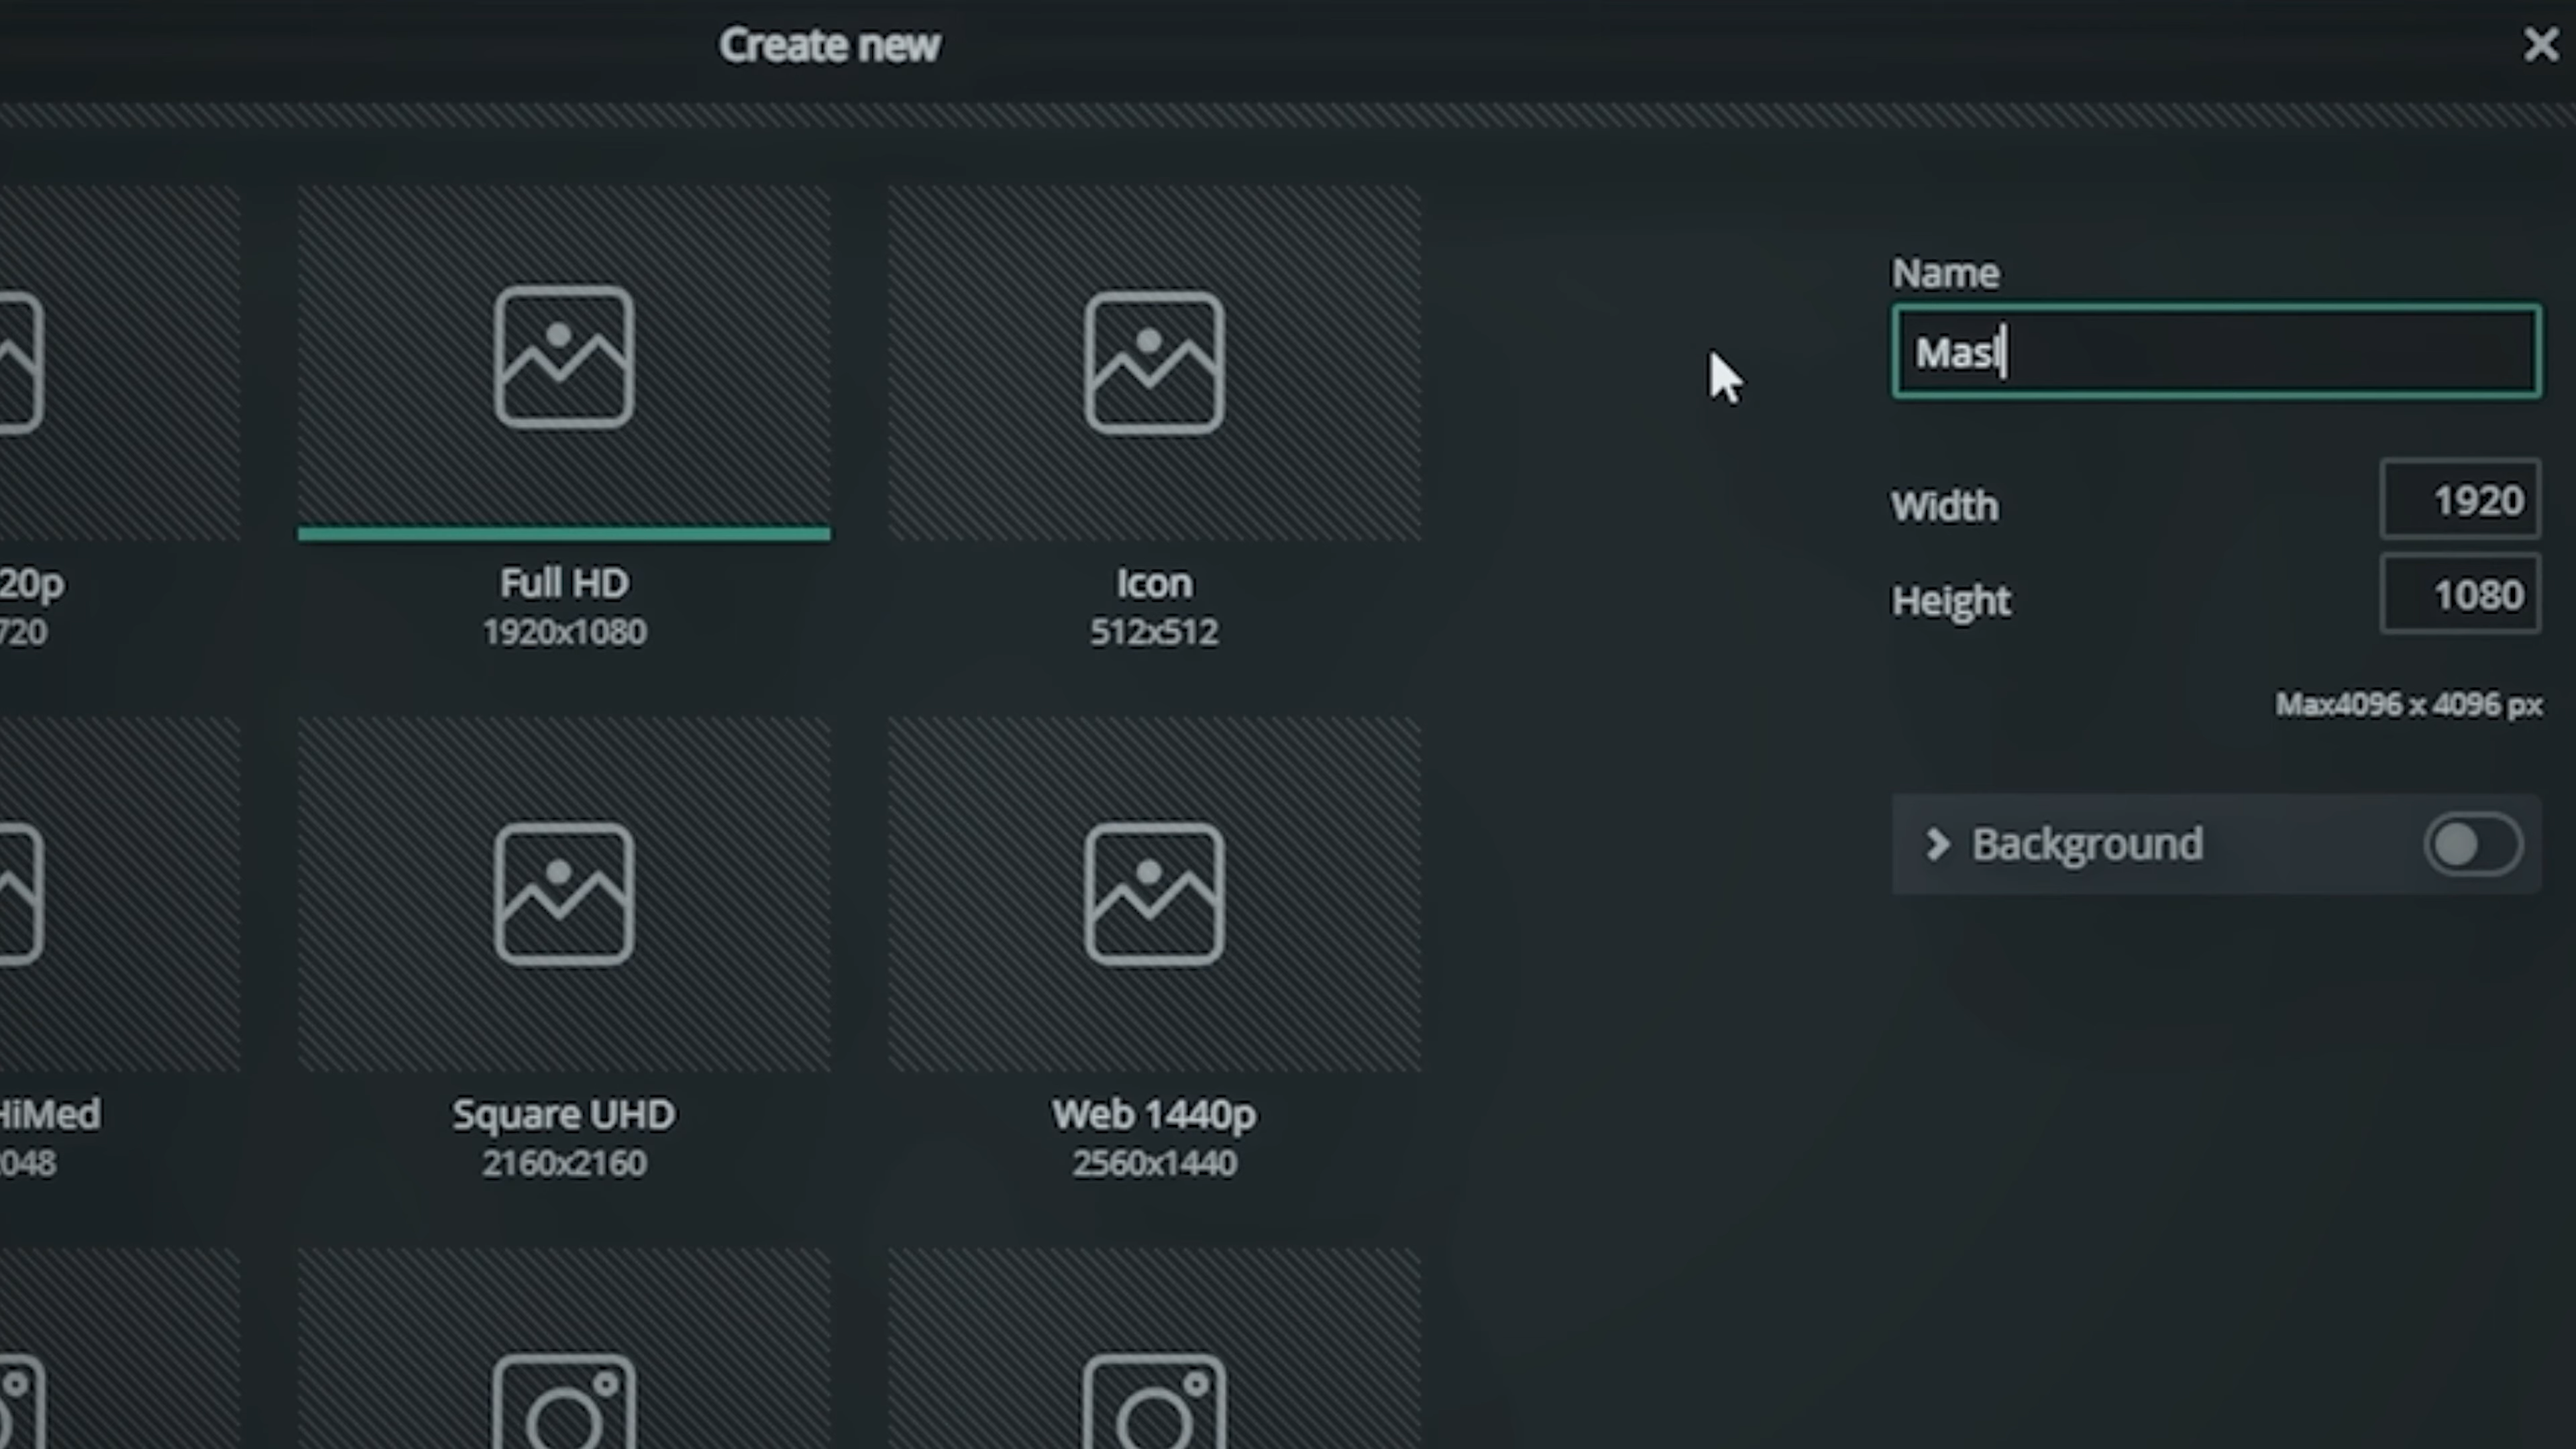 Create new
20p
720
Full HD
1920x1080
Icon
512x512
HiMed
048
Square UHD
2160x2160
Web 1440p
2560x1440
Name
Width
1920
Height
1080
Max4096 x 4096 px
Background